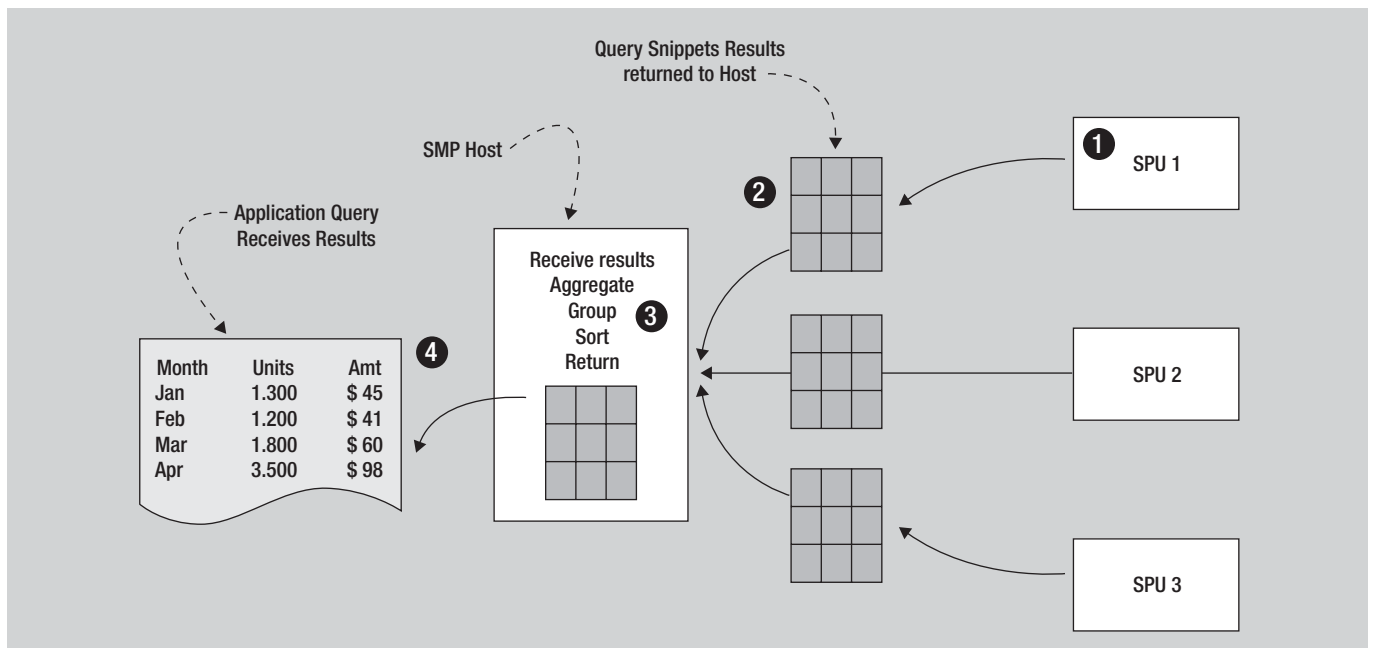 Query Snippets Results
returned to Host
SMP Host
Application Query
Receives Results
1
SPU 1
2
Receive results
Aggregate
Group
3
Sort
Return
SPU 2
4
Month Units Amt
Jan 1.300 $ 45
Feb 1.200 $ 41
Mar 1.800 $ 60
Apr 3.500 $ 98
SPU 3